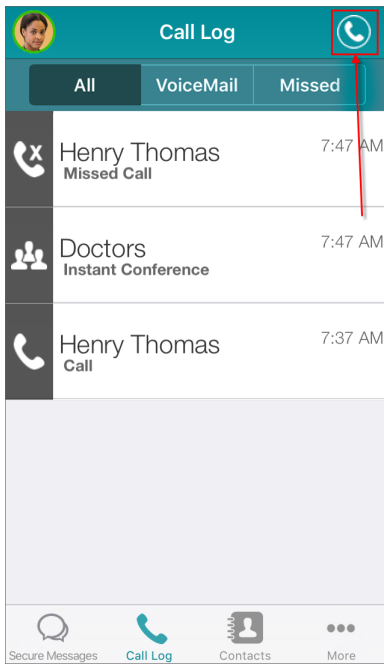 Call Log
All VoiceMail Missed
Henry Thomas 7:47 AM
Missed Call
Doctors 7:47 AM
Instant Conference
Henry Thomas 7:37 AM
Call
Secure Messages Call Log Contacts More